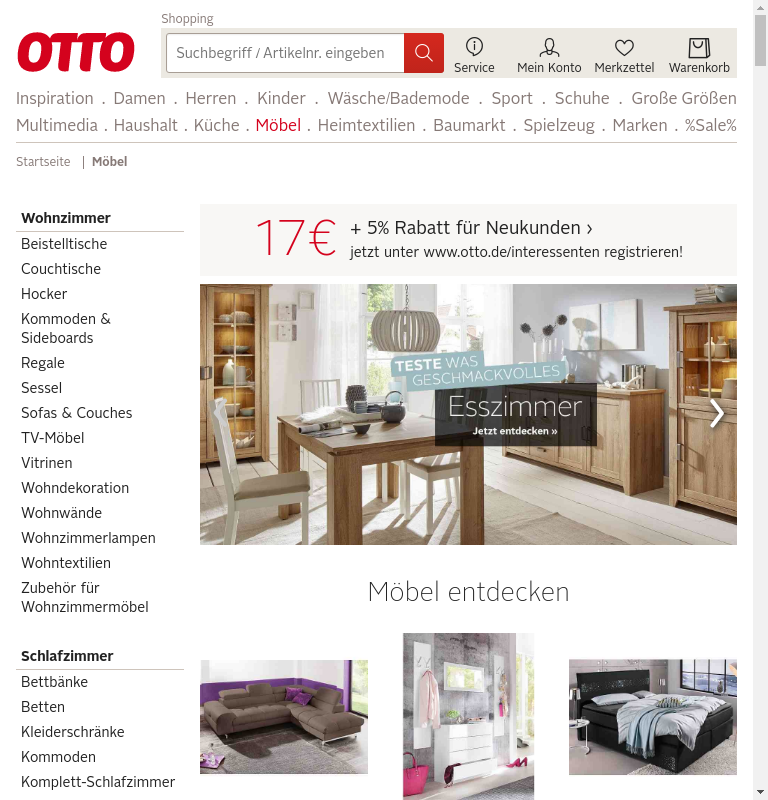 Shopping
OTTO
Suchbegriff / Artikelnr. eingeben
Service
Mein Konto
Merkzettel
Warenkorb
Inspiration . Damen . Herren . Kinder . Wäsche/Bademode . Sport . Schuhe . Große Größen
Multimedia . Haushalt . Küche . Möbel . Heimtextilien . Baumarkt . Spielzeug . Marken . %Sale%
Startseite | Möbel
Wohnzimmer
Beistelltische
Couchtische
Hocker
Kommoden &
Sideboards
Regale
Sessel
Sofas & Couches
TV-Möbel
Vitrinen
Wohndekoration
Wohnwände
Wohnzimmerlampen
Wohntextilien
Zubehör für
Wohnzimmermöbel
Schlafzimmer
Bettbänke
Betten
Kleiderschränke
Kommoden
Komplett-Schlafzimmer
17€
+ 5% Rabatt für Neukunden ›
jetzt unter www.otto.de/interessenten registrieren!
TESTE WAS
GESCHMACKVOLLES
Esszimmer
Jetzt entdecken »
Möbel entdecken